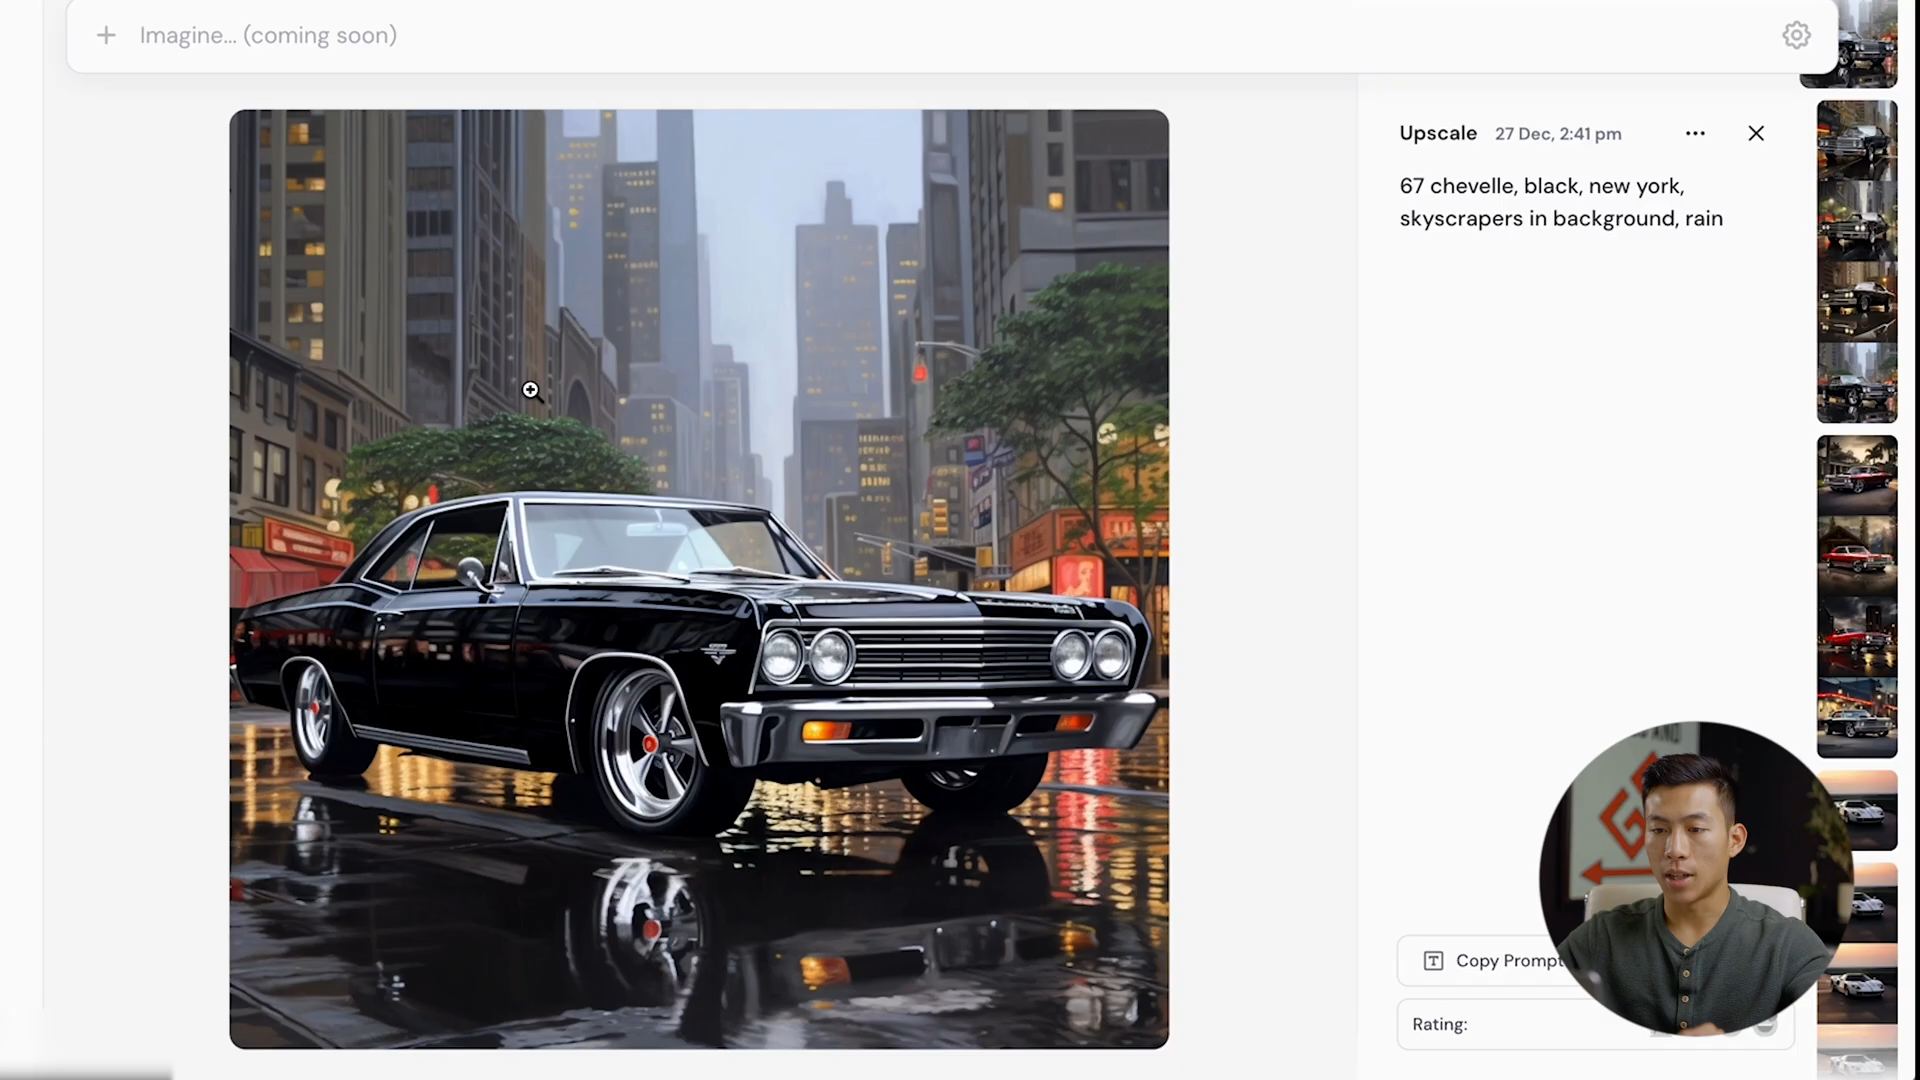 Imagine... (coming soon)
Upscale 27 Dec, 2:41 pm
67 chevelle, black, new york,
skyscrapers in background, rain
Copy Prompt
Rating: